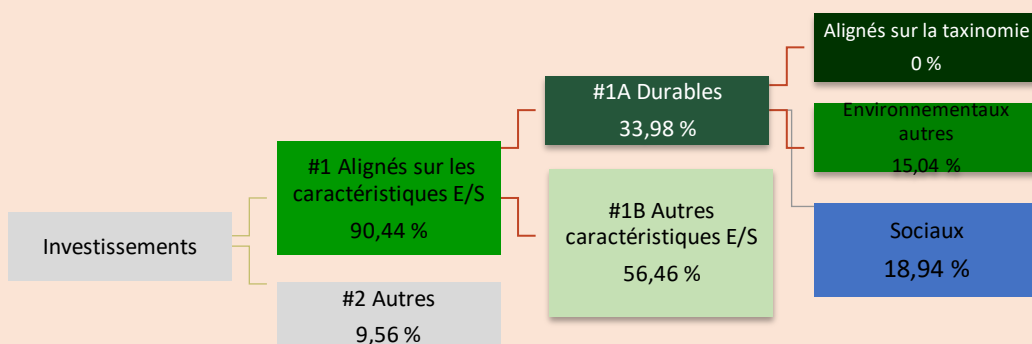 Investissements
#1 Alignés sur les
caractéristiques E/S
90,44 %
#2 Autres
9,56 %
#1A Durables
33,98 %
#1B Autres
caractéristiques E/S
56,46 %
Alignés sur la taxinomie
0 %
Environnementaux
autres
15,04 %
Sociaux
18,94 %